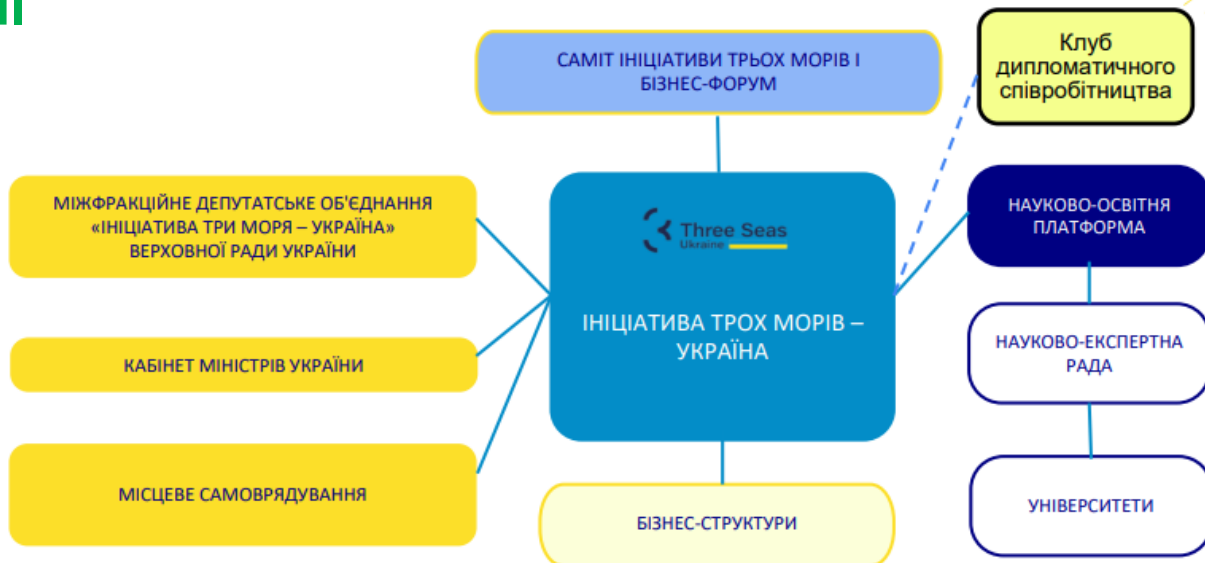 САМІТ ІНІЦІАТИВИ ТРЬОХ МОРІВ І
БІЗНЕС-ФОРУМ
Клуб
дипломатичного
співробітництва
МІЖФРАКЦІЙНЕ ДЕПУТАТСЬКЕ ОБ'ЄДНАННЯ
«ІНІЦІАТИВА ТРИ МОРЯ – УКРАЇНА»
ВЕРХОВНОЇ РАДИ УКРАЇНИ
Three Seas
Ukraine
ІНІЦІАТИВА ТРОХ МОРІВ –
УКРАЇНА
НАУКОВО-ОСВІТНЯ
ПЛАТФОРМА
КАБІНЕТ МІНІСТРІВ УКРАЇНИ
НАУКОВО-ЕКСПЕРТНА
РАДА
МІСЦЕВЕ САМОВРЯДУВАННЯ
БІЗНЕС-СТРУКТУРИ
УНІВЕРСИТЕТИ